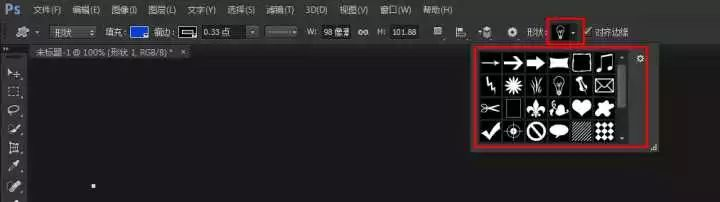 Ps 文件(F) 编辑(E) 图像(I) 图层(L) 文字(Y) 选择(S) 滤镜(T) 3D(D) 视图(V) 窗口(W) 帮助(H)
形状 填充: 描边: 0.33 点 W: 98 像素 H: 101.88 形状: 对齐边缘
未标题-1 @ 100% (形状 1, RGB/8) * ×